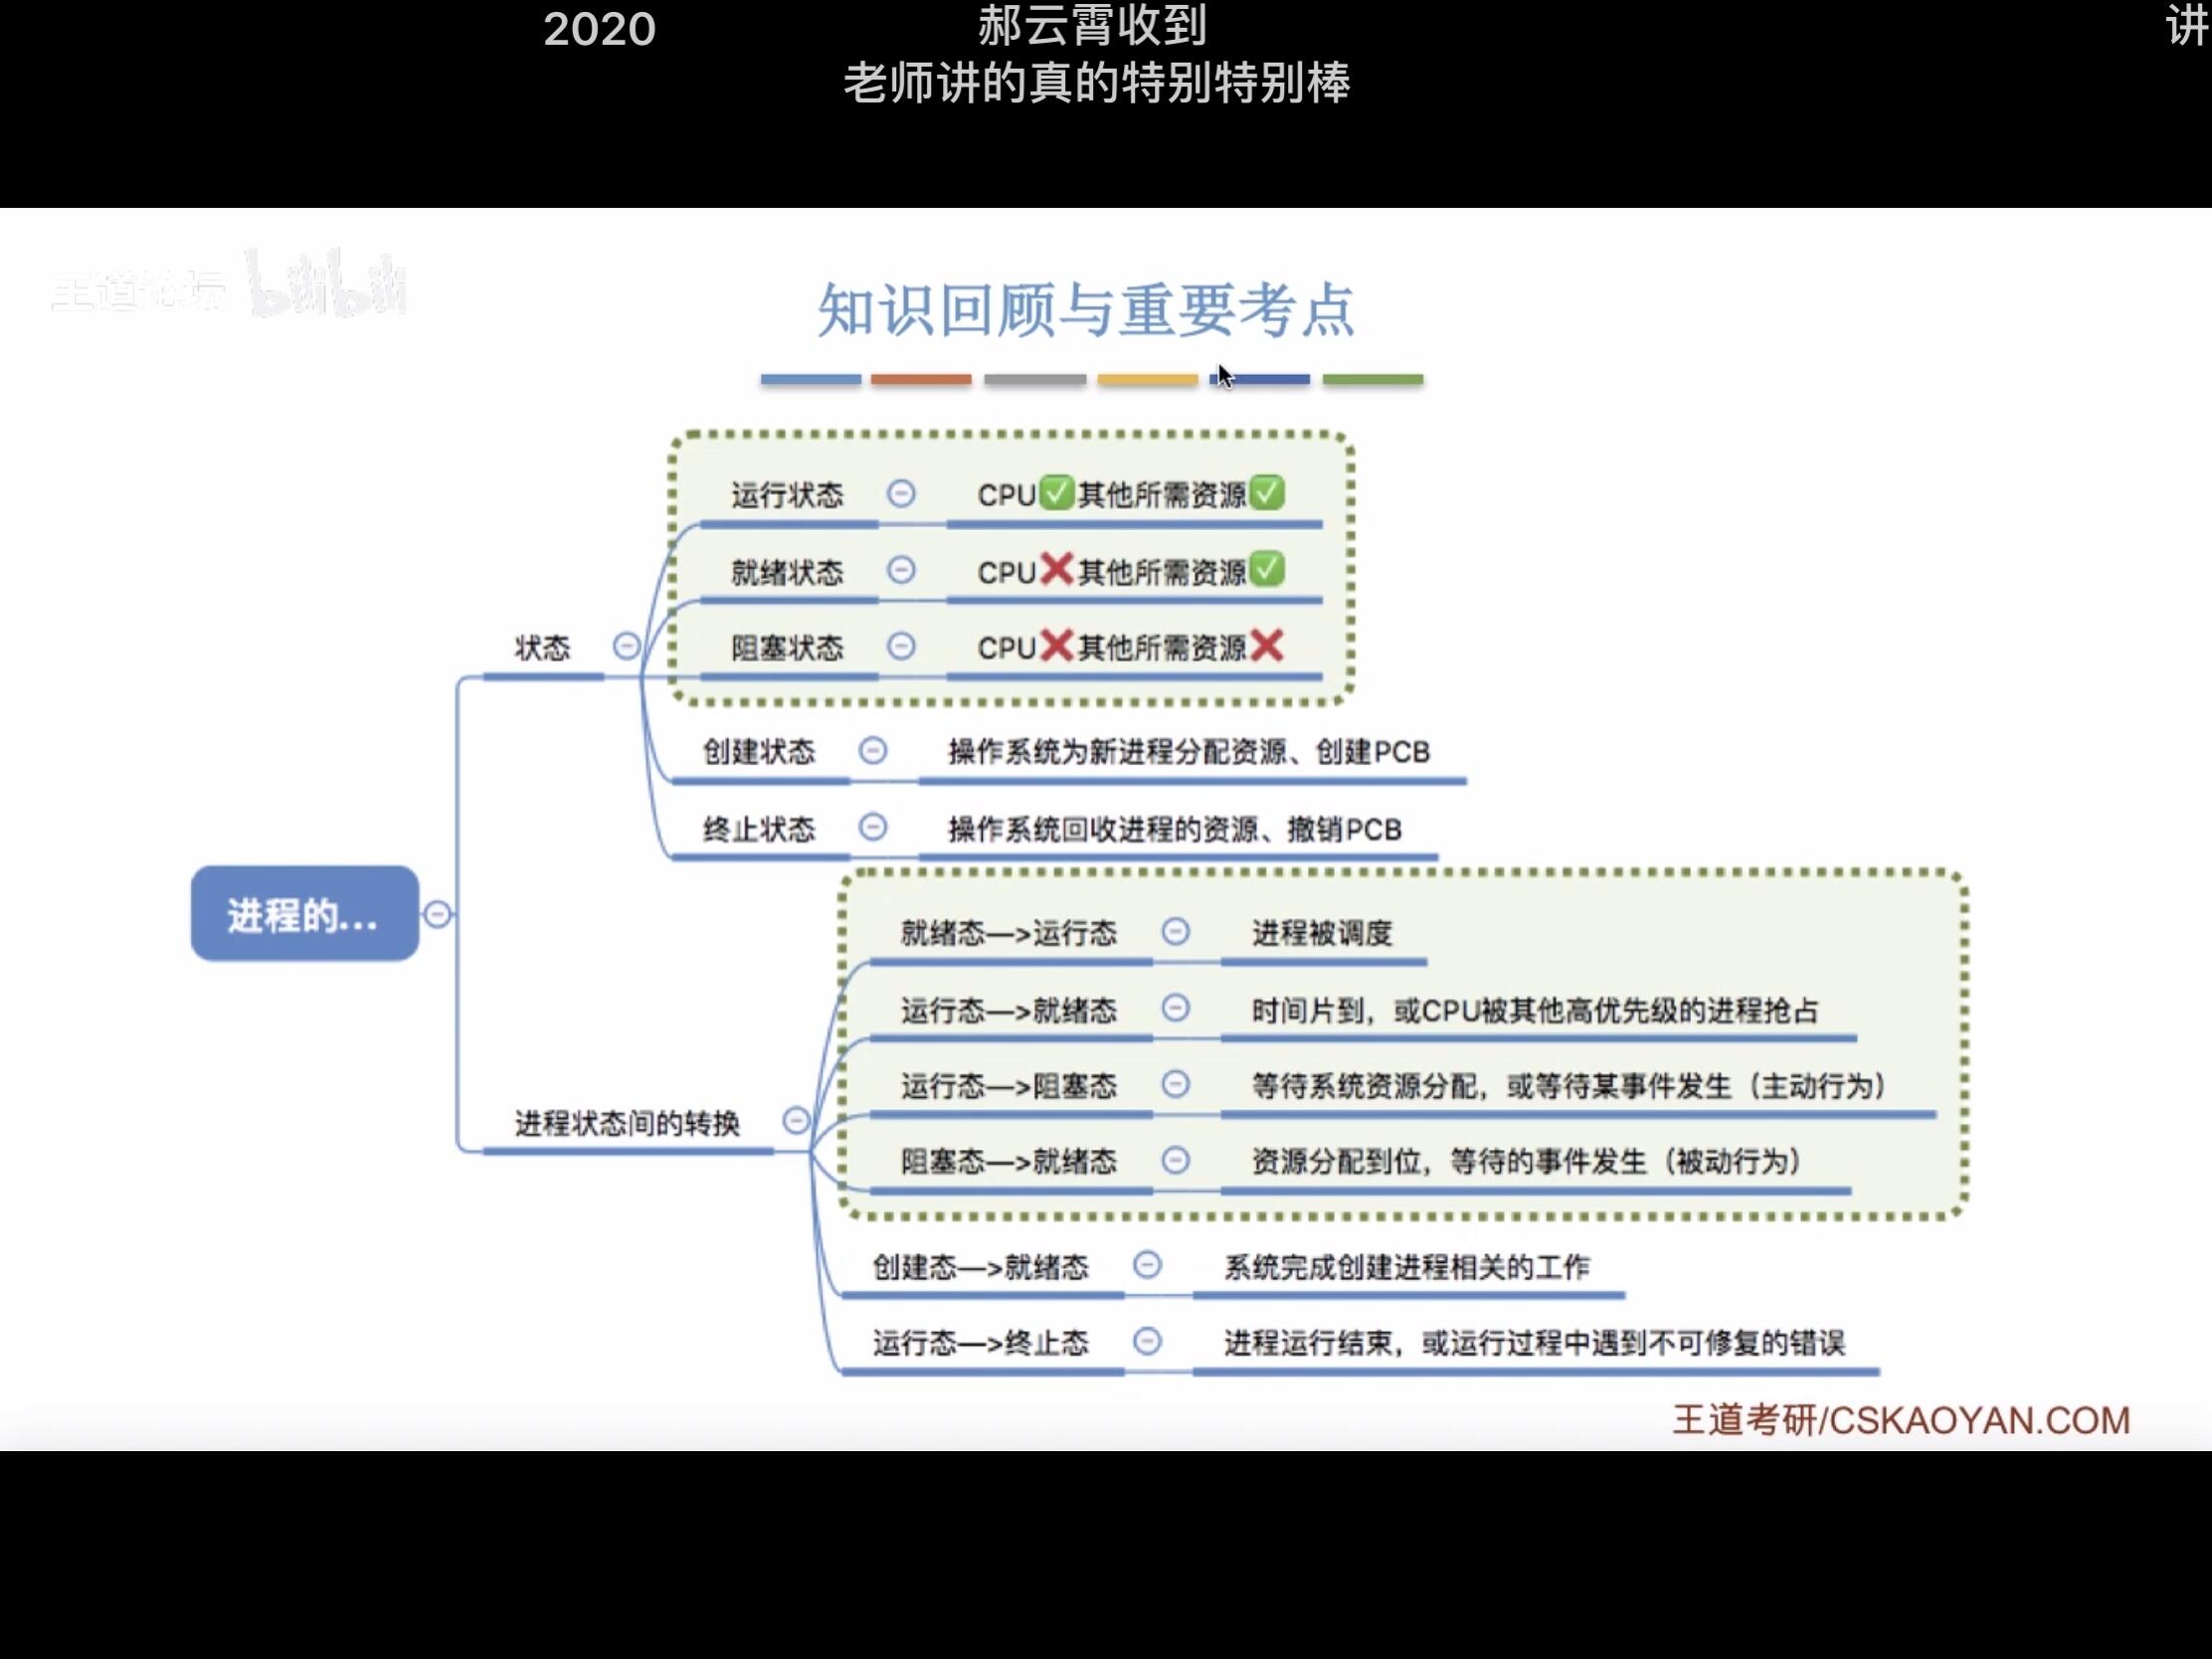 2020
郝云霄收到
讲
老师讲的真的特别特别棒
王道论坛 bilibili
知识回顾与重要考点
运行状态 CPU✅其他所需资源✅
就绪状态 CPU❌其他所需资源✅
状态
阻塞状态 CPU❌其他所需资源❌
创建状态 操作系统为新进程分配资源、创建PCB
终止状态 操作系统回收进程的资源、撤销PCB
进程的...
就绪态—>运行态 进程被调度
运行态—>就绪态 时间片到，或CPU被其他高优先级的进程抢占
运行态—>阻塞态 等待系统资源分配，或等待某事件发生（主动行为）
进程状态间的转换
阻塞态—>就绪态 资源分配到位，等待的事件发生（被动行为）
创建态—>就绪态 系统完成创建进程相关的工作
运行态—>终止态 进程运行结束，或运行过程中遇到不可修复的错误
王道考研/CSKAOYAN.COM